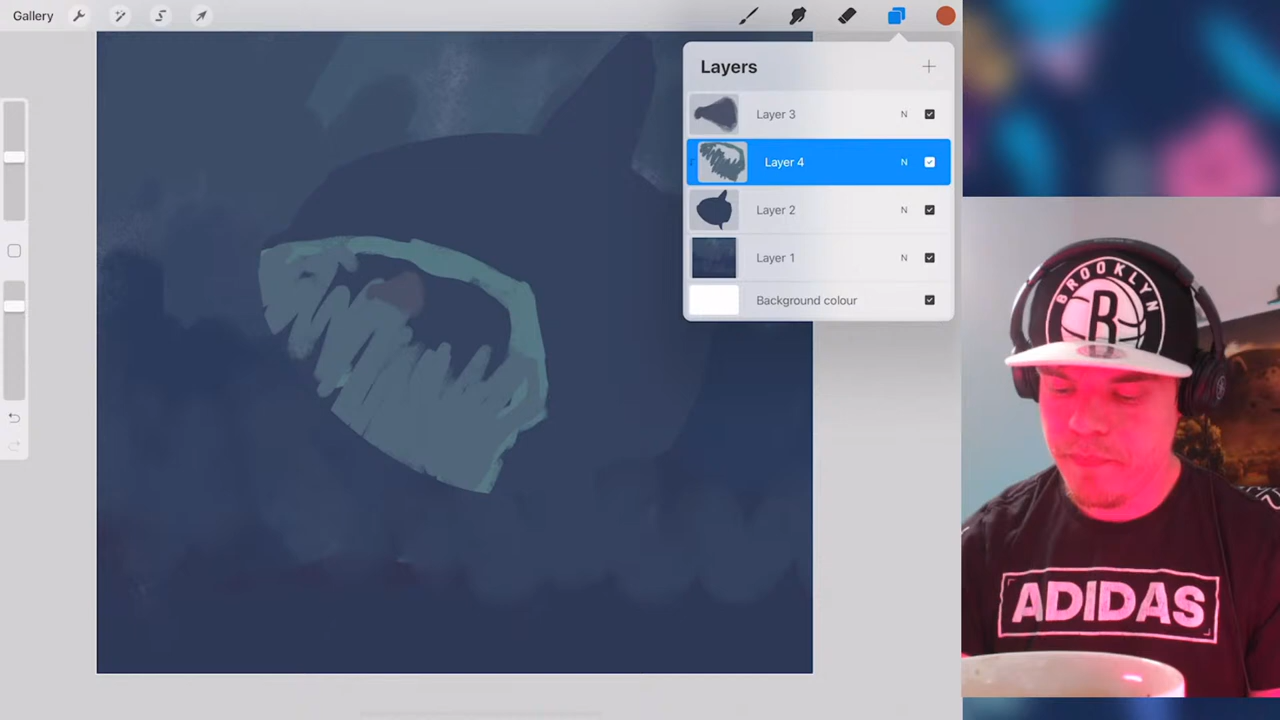 Gallery
Layers
Layer 3 N
Layer 4 N
Layer 2 N
Layer 1 N
Background colour
BROOKLYN
B
ADIDAS